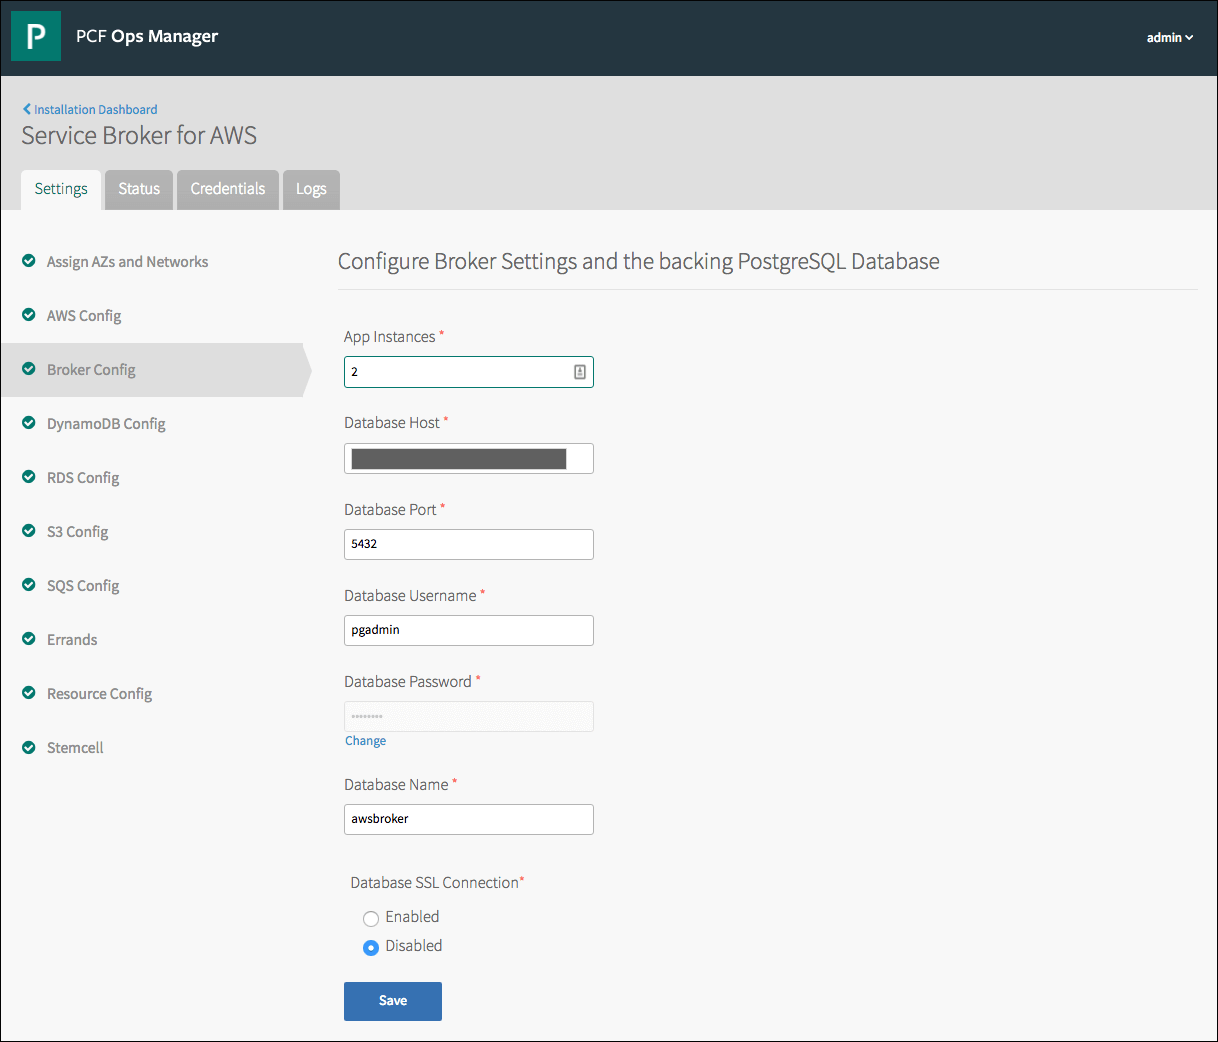 P PCF Ops Manager admin
Installation Dashboard
Service Broker for AWS
Settings Status Credentials Logs
Assign AZs and Networks
AWS Config
Broker Config
DynamoDB Config
RDS Config
S3 Config
SQS Config
Errands
Resource Config
Stemcell
Configure Broker Settings and the backing PostgreSQL Database
App Instances *
2
Database Host *
Database Port *
5432
Database Username *
pgadmin
Database Password *
••••••••
Change
Database Name *
awsbroker
Database SSL Connection*
Enabled
Disabled
Save